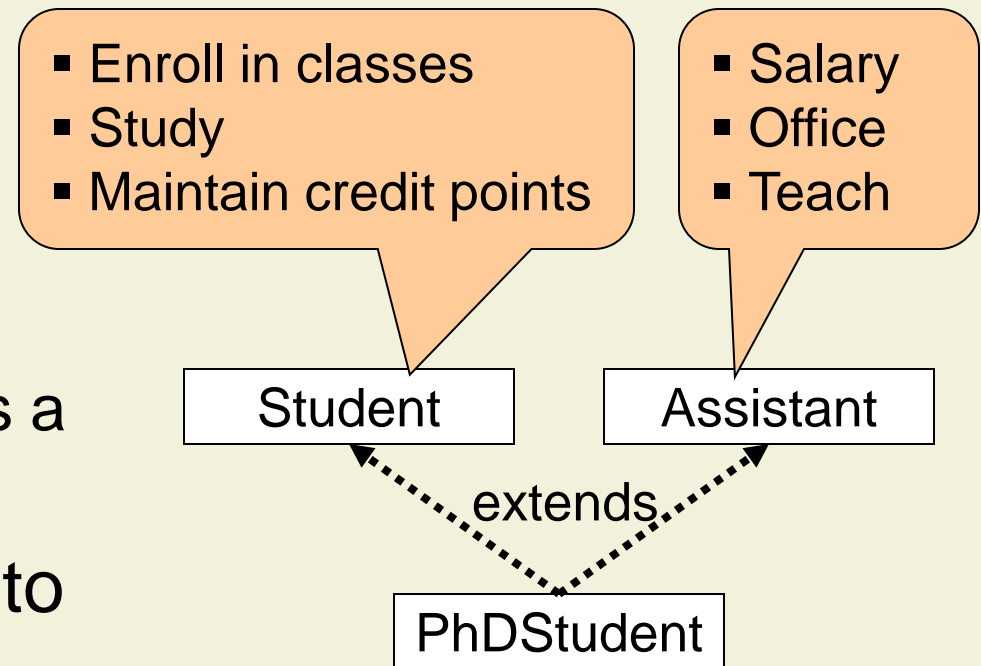 ▪ Enroll in classes
▪ Study
▪ Maintain credit points
▪ Salary
▪ Office
▪ Teach
s a
Student
Assistant
extends
to
PhDStudent